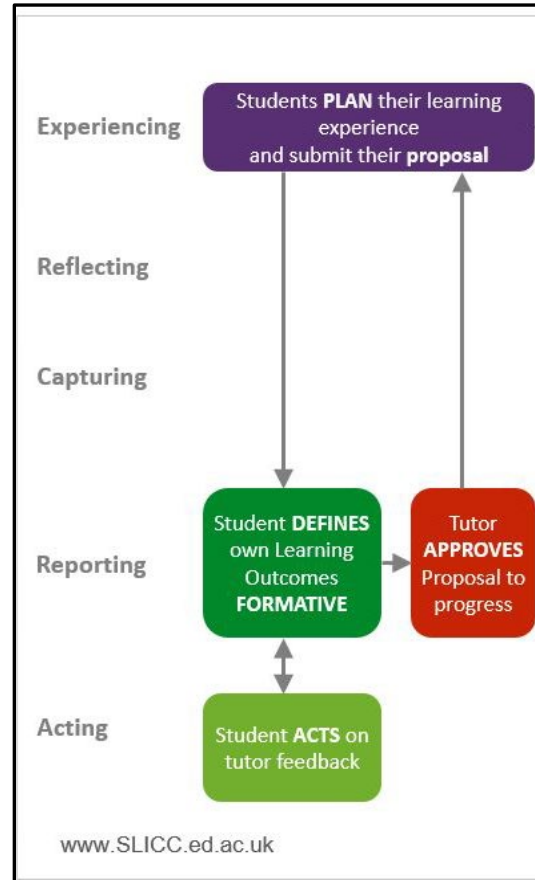 Students PLAN their learning
experience
and submit their proposal
Experiencing
Reflecting
Capturing
Reporting
Student DEFINES
own Learning
Outcomes
FORMATIVE
Tutor
APPROVES
Proposal to
progress
Acting
Student ACTS on
tutor feedback
www.SLICC.ed.ac.uk